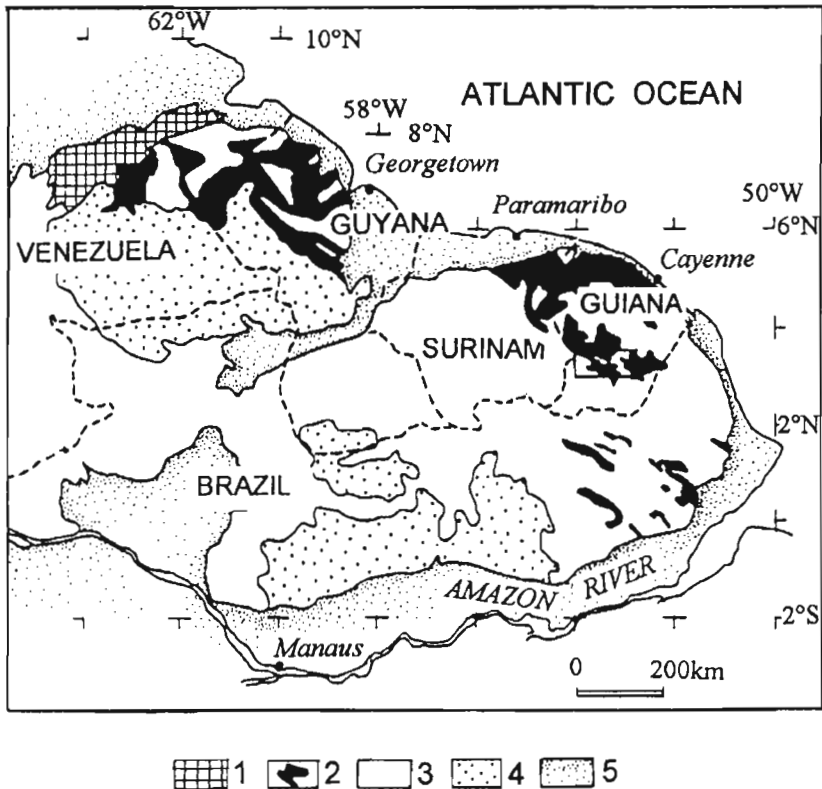 62°W
10°N
ATLANTIC OCEAN
58°W
8°N
Georgetown
50°W
Paramaribo
6°N
GUYANA
VENEZUELA
Cayenne
GUIANA
SURINAM
2°N
BRAZIL
AMAZON RIVER
2°S
Manaus
0 200km
1 2 3 4 5